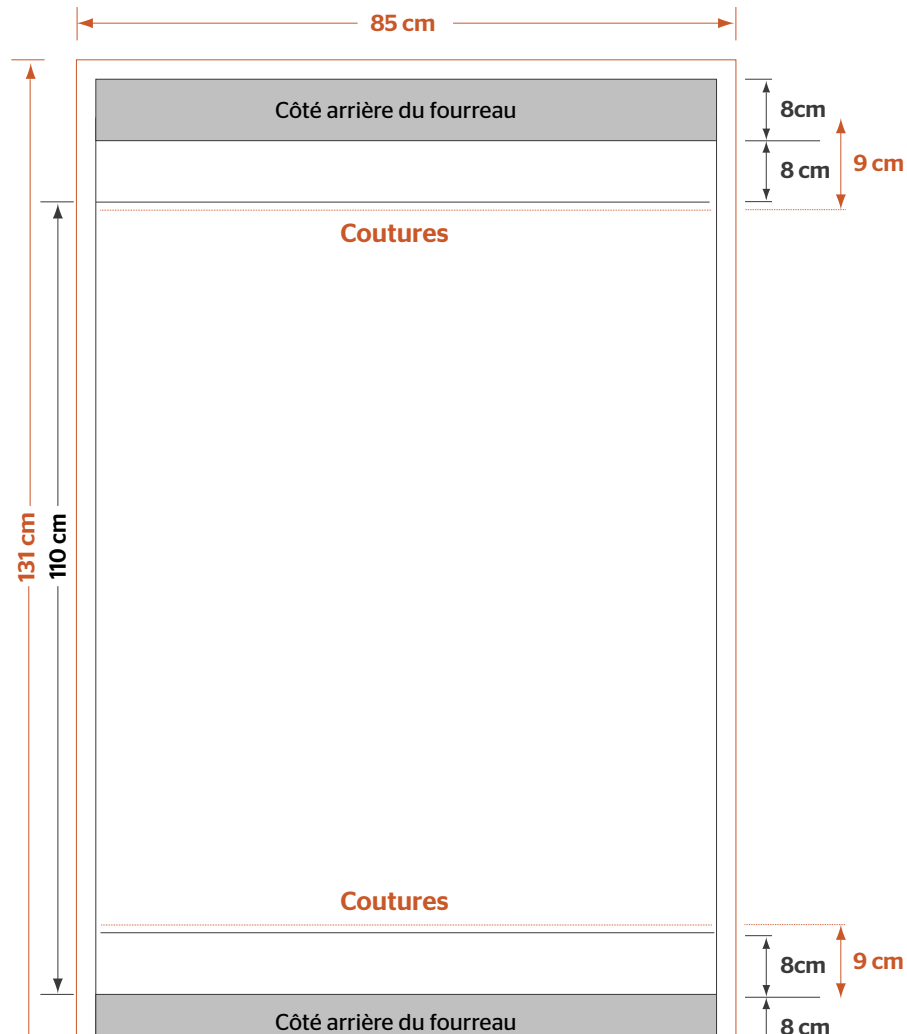 85 cm
Côté arrière du fourreau
8cm
8 cm
9 cm
Coutures
131 cm
110 cm
Coutures
8cm
9 cm
Côté arrière du fourreau
8 cm